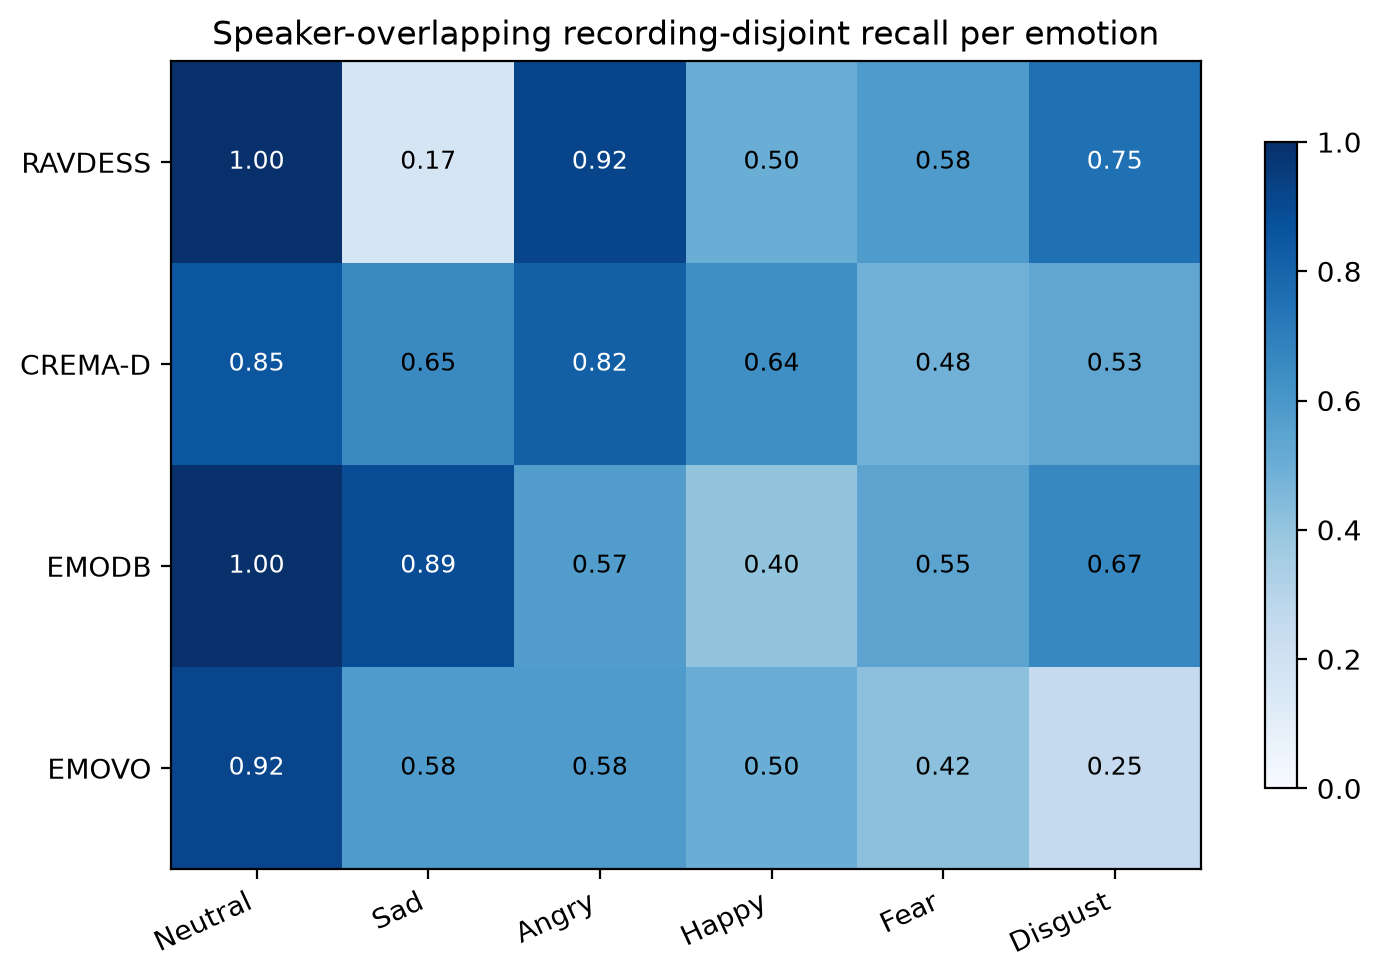 Speaker-overlapping recording-disjoint recall per emotion
RAVDESS 1.00 0.17 0.92 0.50 0.58 0.75
CREMA-D 0.85 0.65 0.82 0.64 0.48 0.53
EMODB 1.00 0.89 0.57 0.40 0.55 0.67
EMOVO 0.92 0.58 0.58 0.50 0.42 0.25
Neutral Sad Angry Happy Fear Disgust
1.0
0.8
0.6
0.4
0.2
0.0